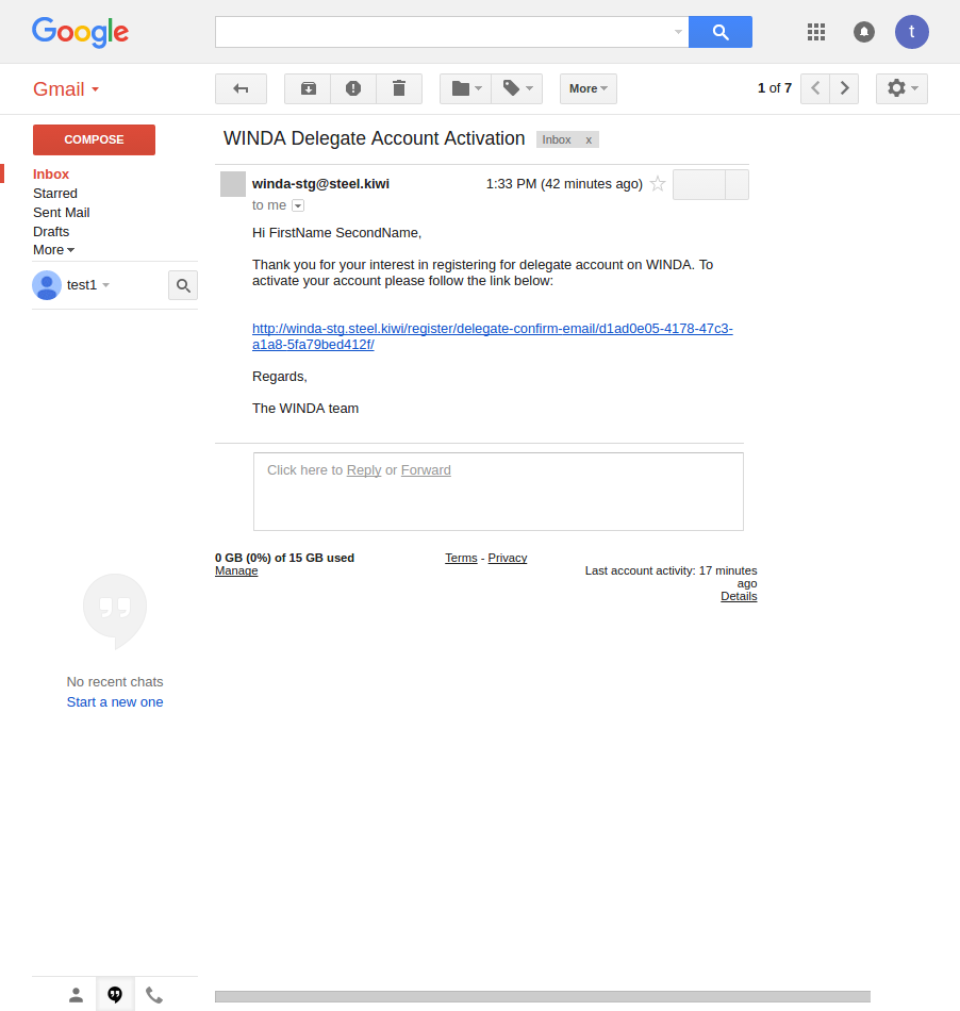 Google
t
Gmail
More
1 of 7
COMPOSE
WINDA Delegate Account Activation Inbox x
Inbox
Starred
Sent Mail
Drafts
More
test1
winda-stg@steel.kiwi 1:33 PM (42 minutes ago)
to me
Hi FirstName SecondName,
Thank you for your interest in registering for delegate account on WINDA. To
activate your account please follow the link below:
http://winda-stg.steel.kiwi/register/delegate-confirm-email/d1ad0e05-4178-47c3-
a1a8-5fa79bed412f/
Regards,
The WINDA team
Click here to Reply or Forward
0 GB (0%) of 15 GB used
Manage
Terms - Privacy
Last account activity: 17 minutes
ago
Details
No recent chats
Start a new one